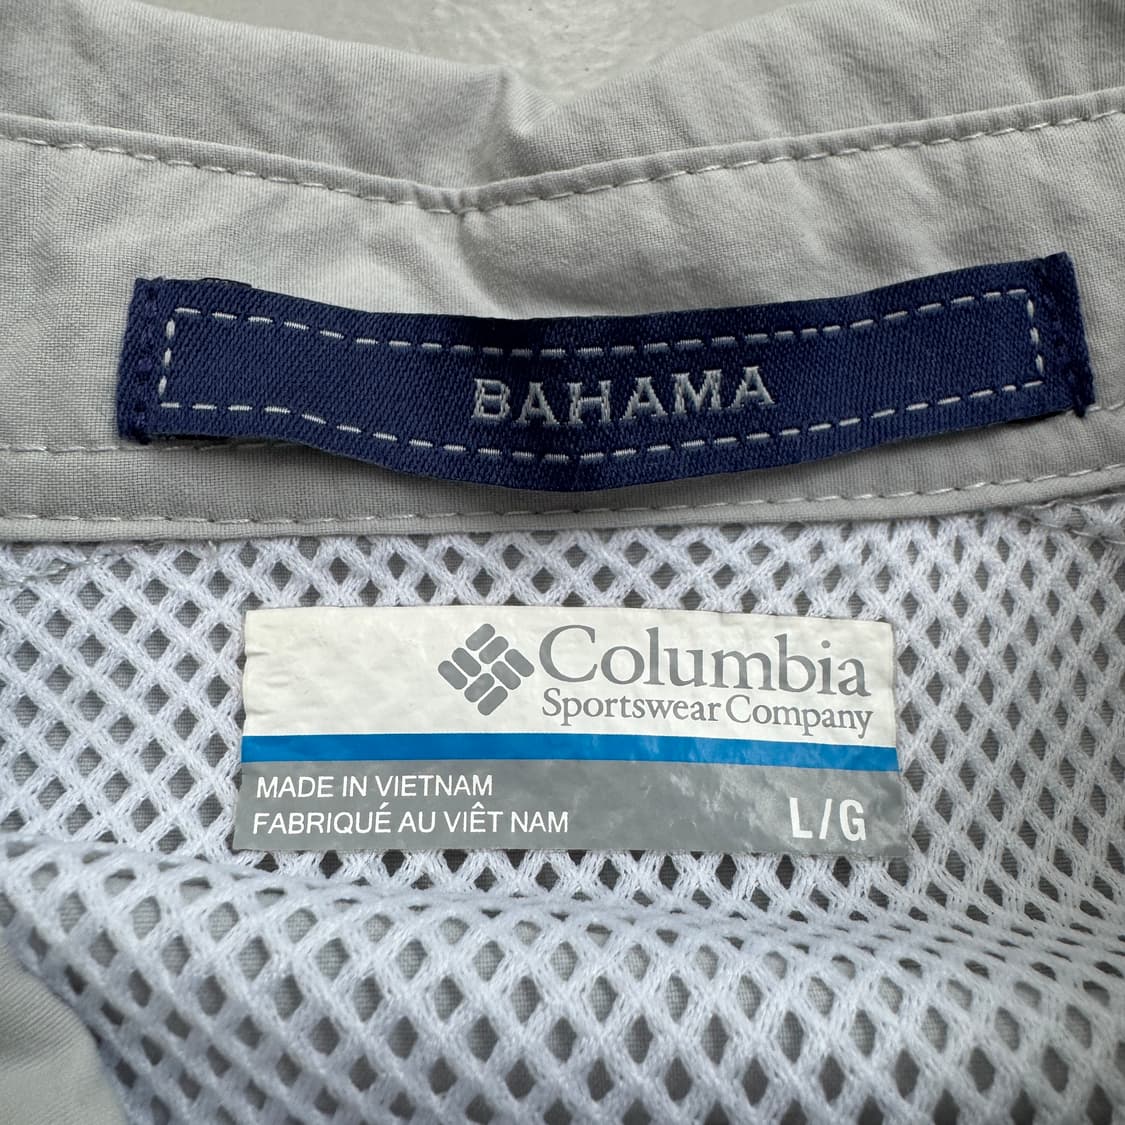 BAHAMA
Columbia
Sportswear Company
MADE IN VIETNAM
FABRIQUÉ AU VIÊT NAM
L/G